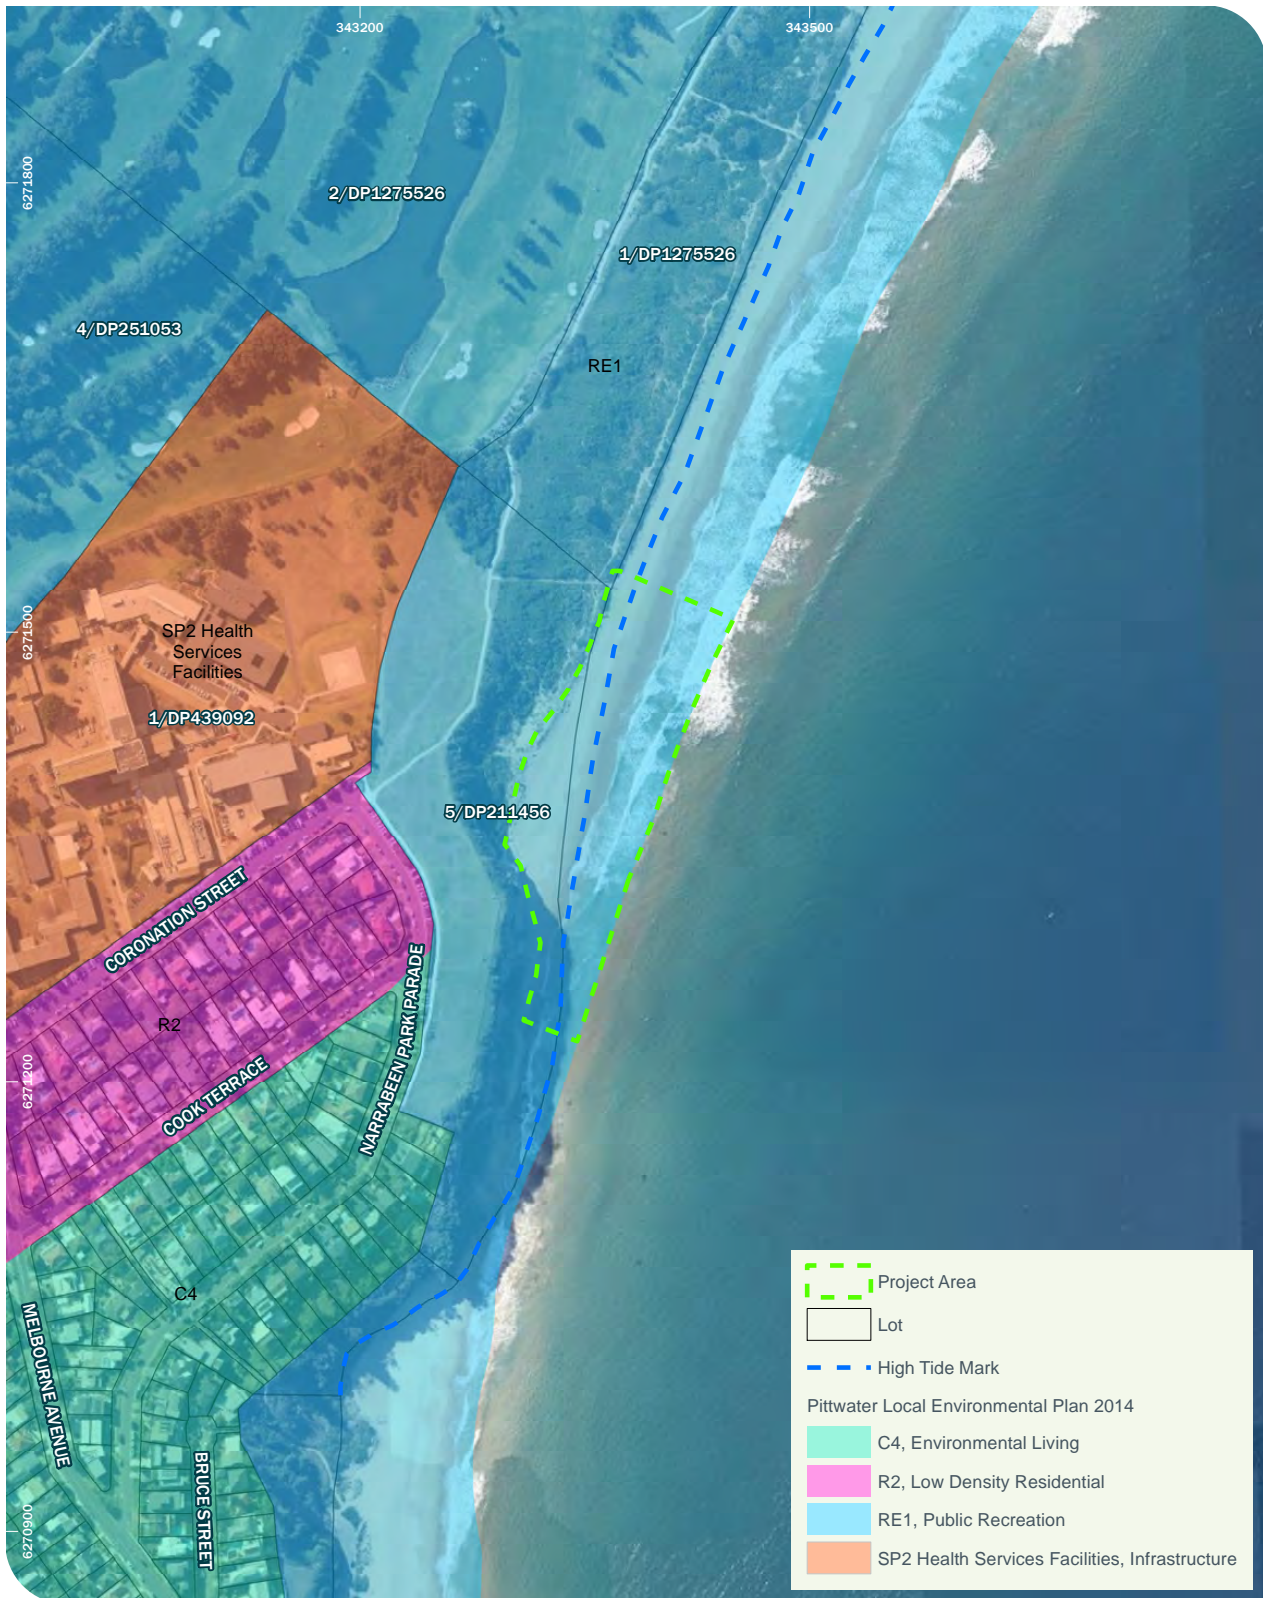 343200
343500
6271800
2/DP1275526
1/DP1275526
4/DP251053
RE1
6271500
SP2 Health
Services
Facilities
1/DP439092
5/DP211456
CORONATION STREET
NARRABEEN PARK PARADE
R2
6271200
COOK TERRACE
C4
MELBOURNE AVENUE
BRUCE STREET
6270900
Project Area
Lot
High Tide Mark
Pittwater Local Environmental Plan 2014
C4, Environmental Living
R2, Low Density Residential
RE1, Public Recreation
SP2 Health Services Facilities, Infrastructure